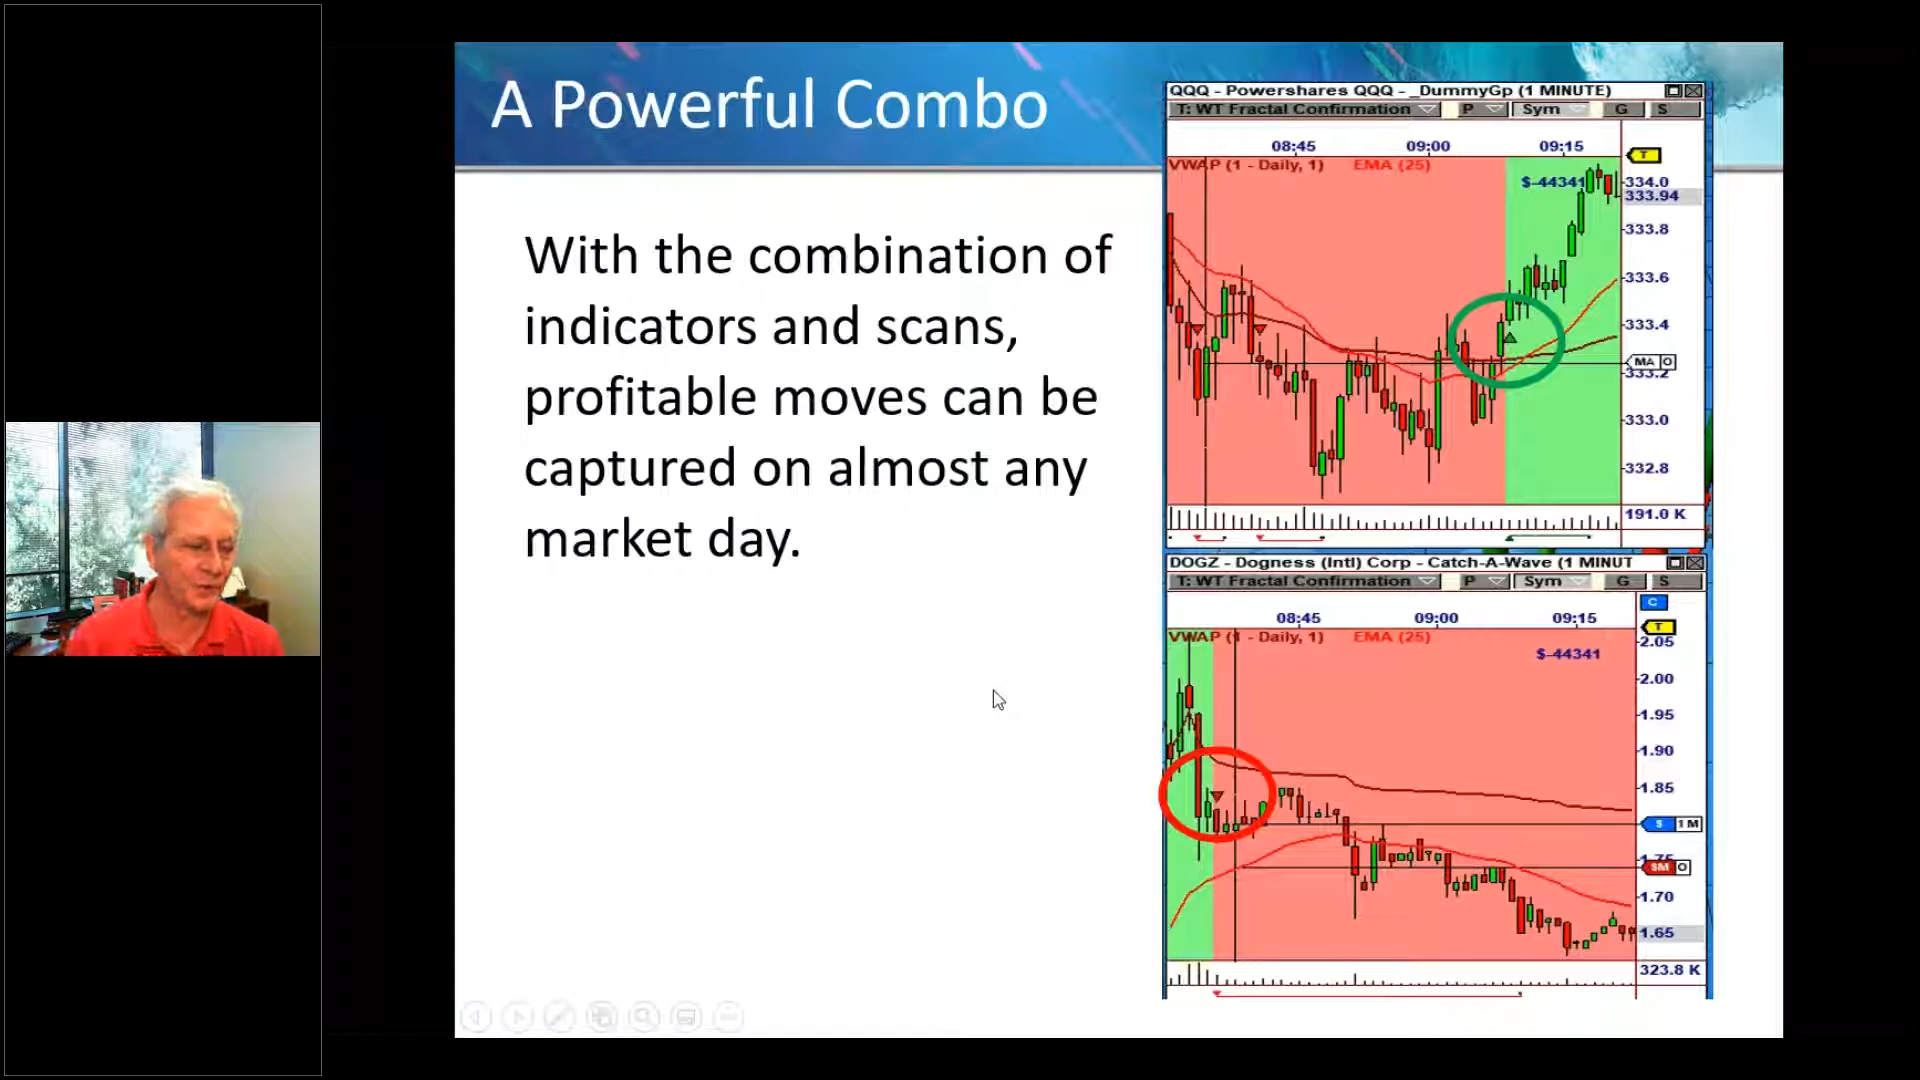 A Powerful Combo
With the combination of
indicators and scans,
profitable moves can be
captured on almost any
market day.
QQQ - Powershares QQQ - _DummyGp (1 MINUTE)
T: WT Fractal Confirmation P Sym G S
08:45 09:00 09:15
T
VWAP (1 - Daily, 1) EMA (25)
$-44341
334.0
333.94
333.8
333.6
333.4
MA O
333.2
333.0
332.8
191.0 K
DOGZ - Dogness (Intl) Corp - Catch-A-Wave (1 MINUT
T: WT Fractal Confirmation P Sym G S
C
08:45 09:00 09:15
T
VWAP (1 - Daily, 1) EMA (25)
2.05
$-44341
2.00
1.95
1.90
1.85
S 1 M
1.75
SM O
1.70
1.65
323.8 K